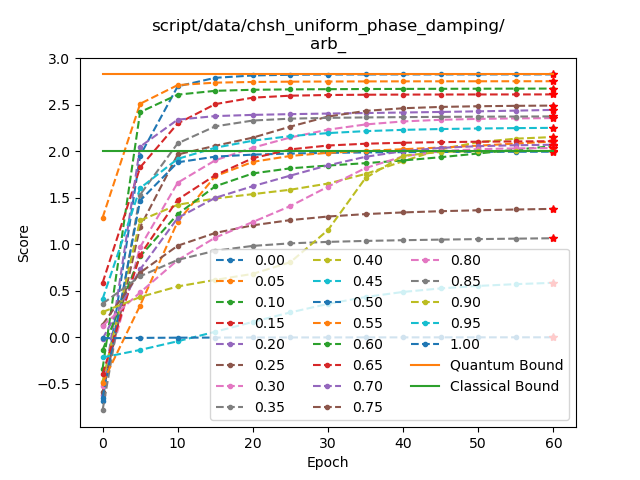 script/data/chsh_uniform_phase_damping/
arb_
Score
3.0
2.5
2.0
1.5
1.0
0.5
0.0
−0.5
0.00 0.40 0.80
0.05 0.45 0.85
0.10 0.50 0.90
0.15 0.55 0.95
0.20 0.60 1.00
0.25 0.65 Quantum Bound
0.30 0.70 Classical Bound
0.35 0.75
0 10 20 30 40 50 60
Epoch